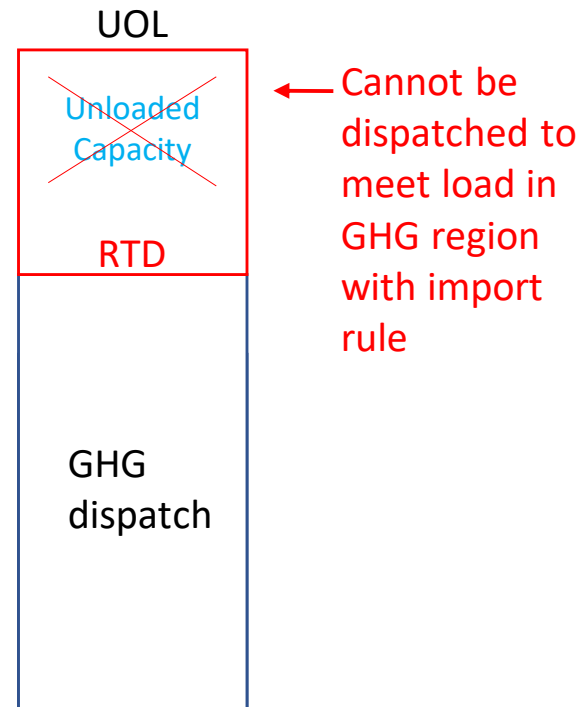 UOL
Unloaded
Capacity
Cannot be
dispatched to
meet load in
GHG region
with import
rule
RTD
GHG
dispatch